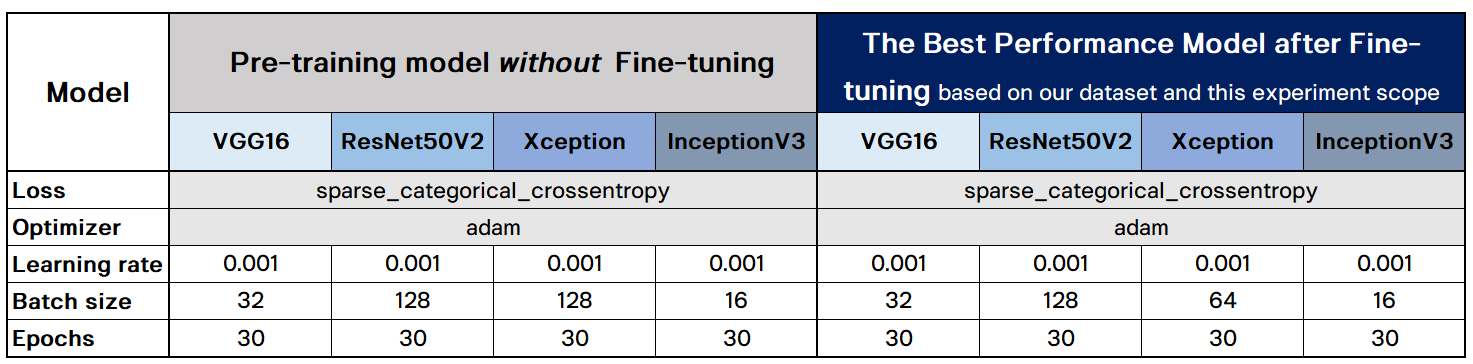 Model
Pre-training model without Fine-tuning
The Best Performance Model after Fine-
tuning based on our dataset and this experiment scope
VGG16 ResNet50V2 Xception InceptionV3 VGG16 ResNet50V2 Xception InceptionV3
Loss sparse_categorical_crossentropy sparse_categorical_crossentropy
Optimizer adam adam
Learning rate 0.001 0.001 0.001 0.001 0.001 0.001 0.001 0.001
Batch size 32 128 128 16 32 128 64 16
Epochs 30 30 30 30 30 30 30 30